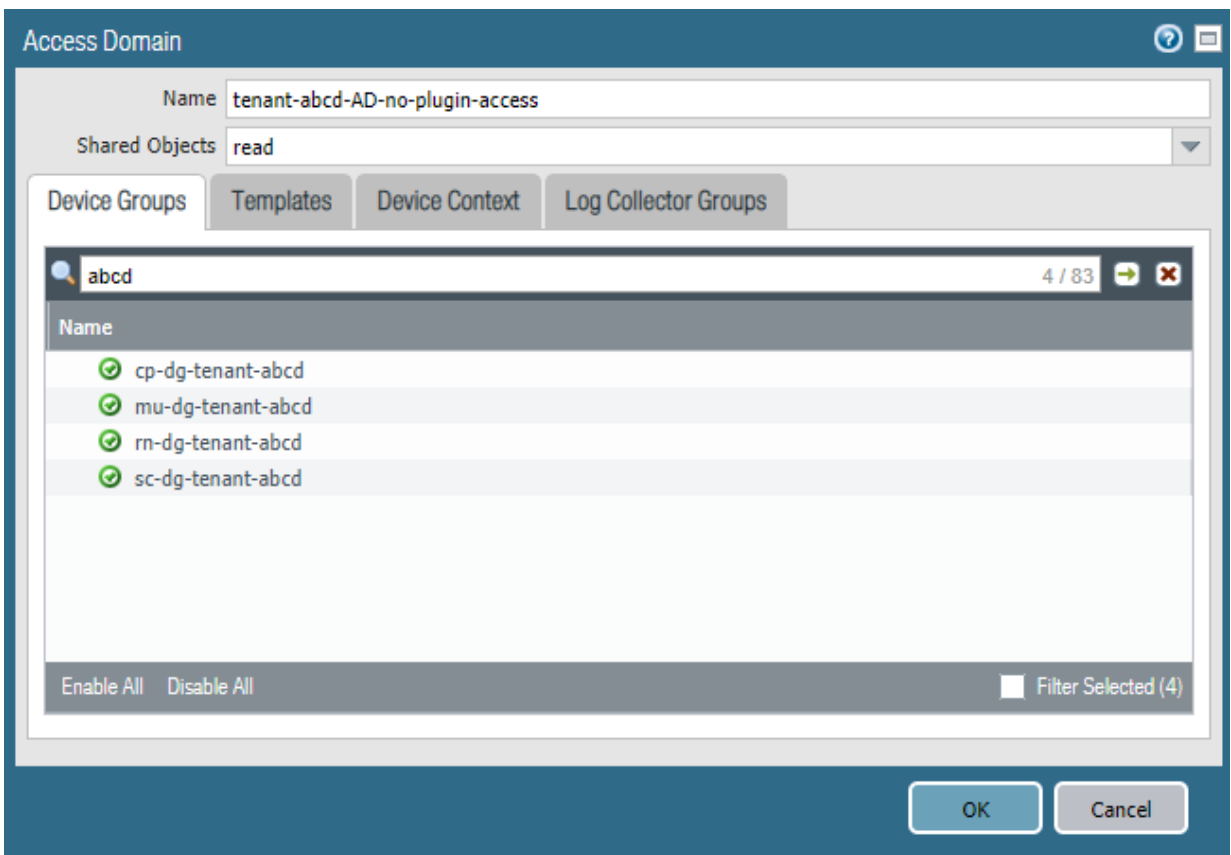 Access Domain
Name tenant-abcd-AD-no-plugin-access
Shared Objects read
Device Groups Templates Device Context Log Collector Groups
abcd 4 / 83
Name
cp-dg-tenant-abcd
mu-dg-tenant-abcd
rn-dg-tenant-abcd
sc-dg-tenant-abcd
Enable All Disable All Filter Selected (4)
OK Cancel